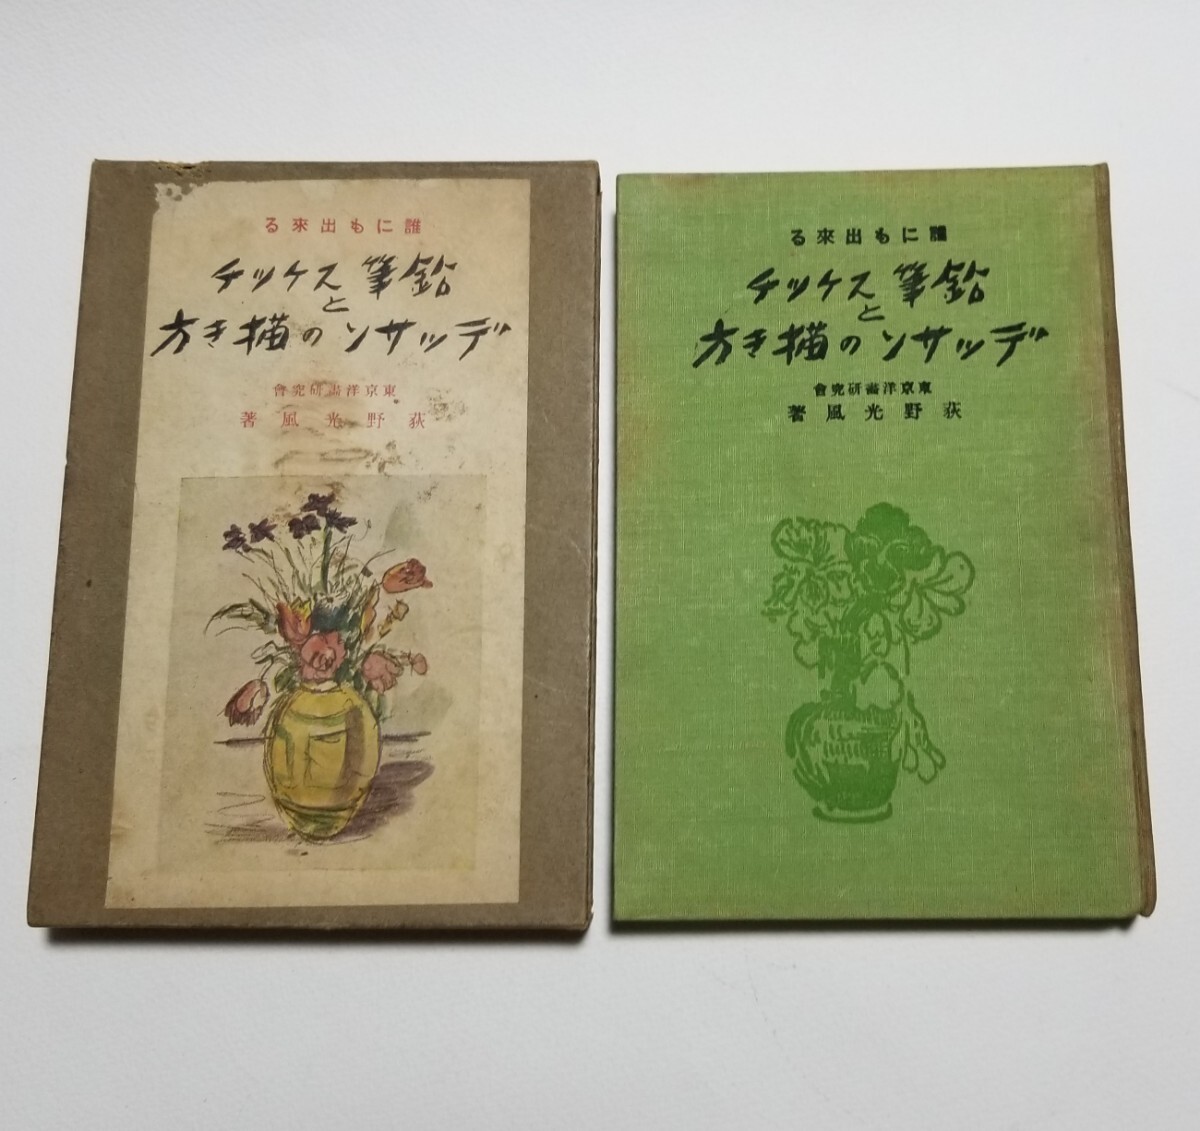 誰にも出來る
鉛筆スケッチ
と
デッサンの描き方
東京洋畫研究會
荻野光風著
誰にも出來る
鉛筆スケッチ
と
デッサンの描き方
東京洋畫研究會
荻野光風著